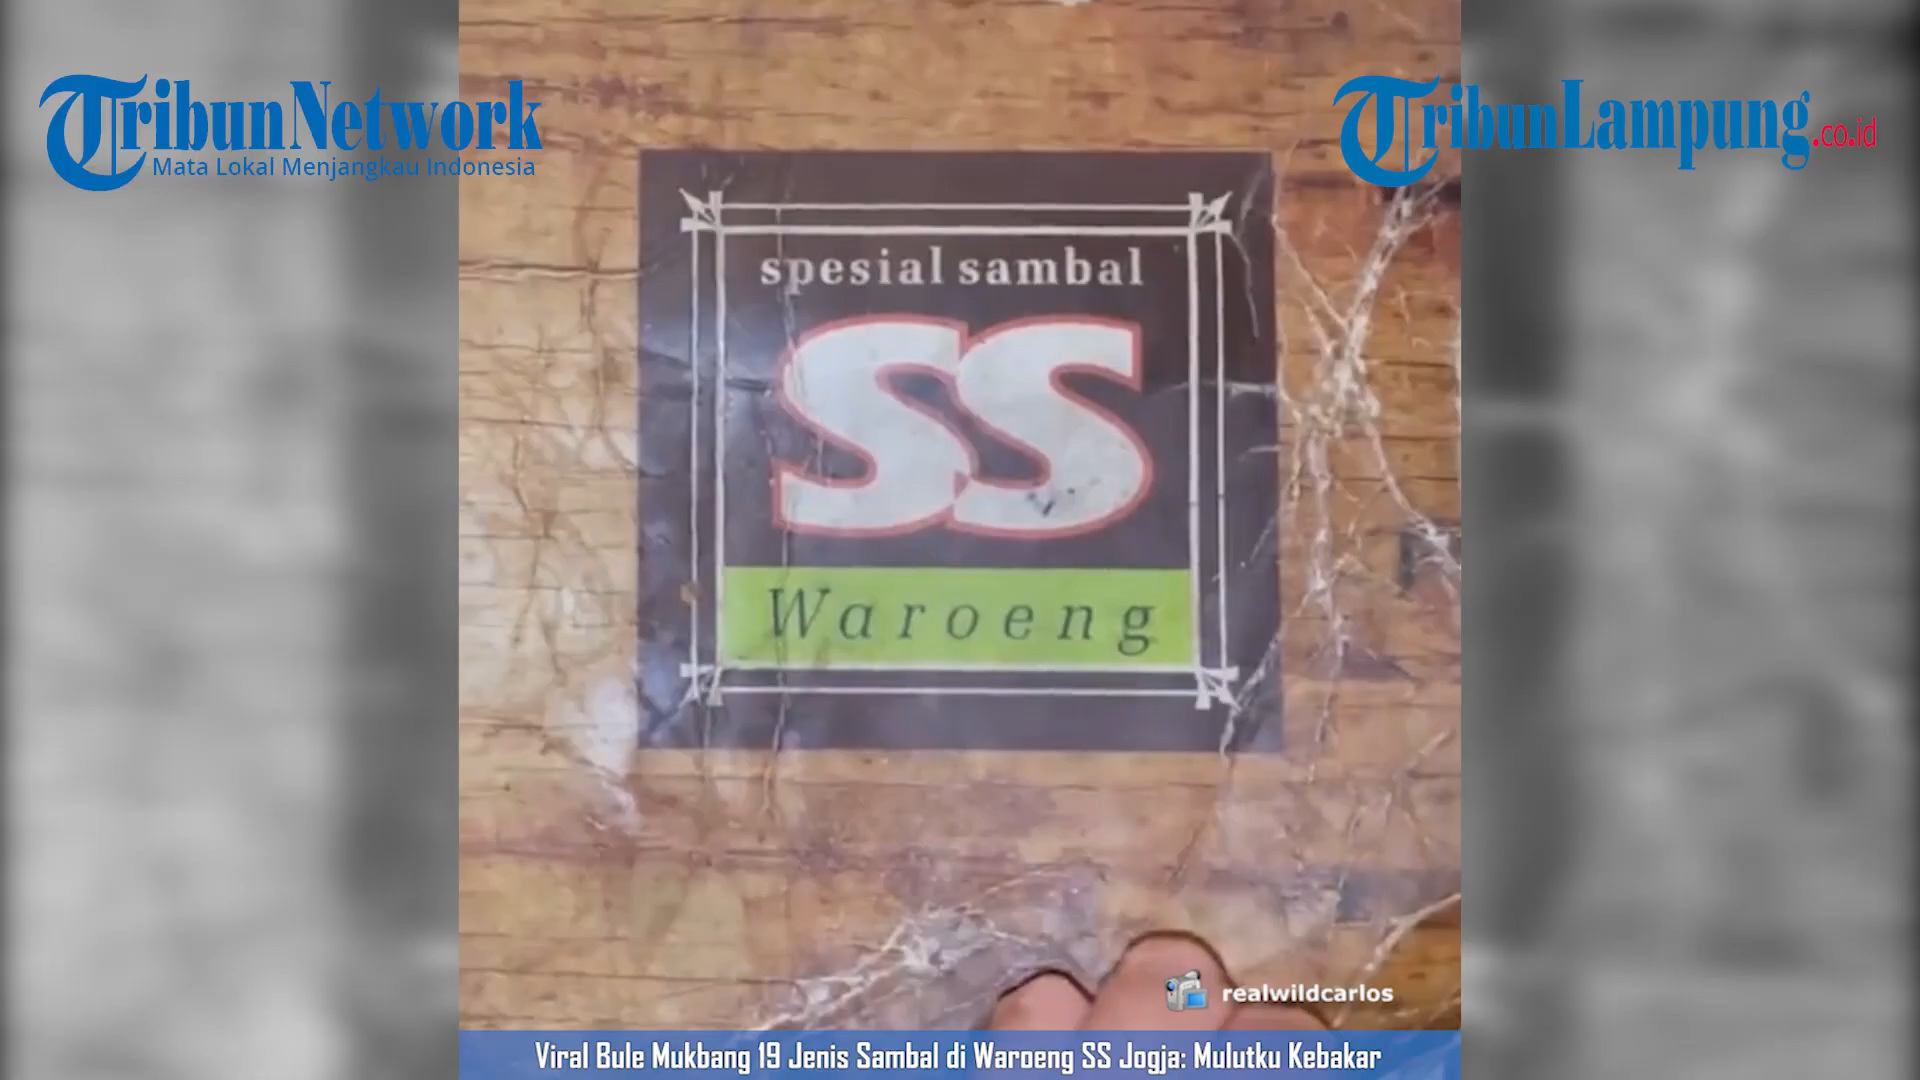 TribunNetwork
Mata Lokal Menjangkau Indonesia
TribunLampung.co.id
spesial sambal
SS
Waroeng
realwildcarlos
Viral Bule Mukbang 19 Jenis Sambal di Waroeng SS Jogja: Mulutku Kebakar